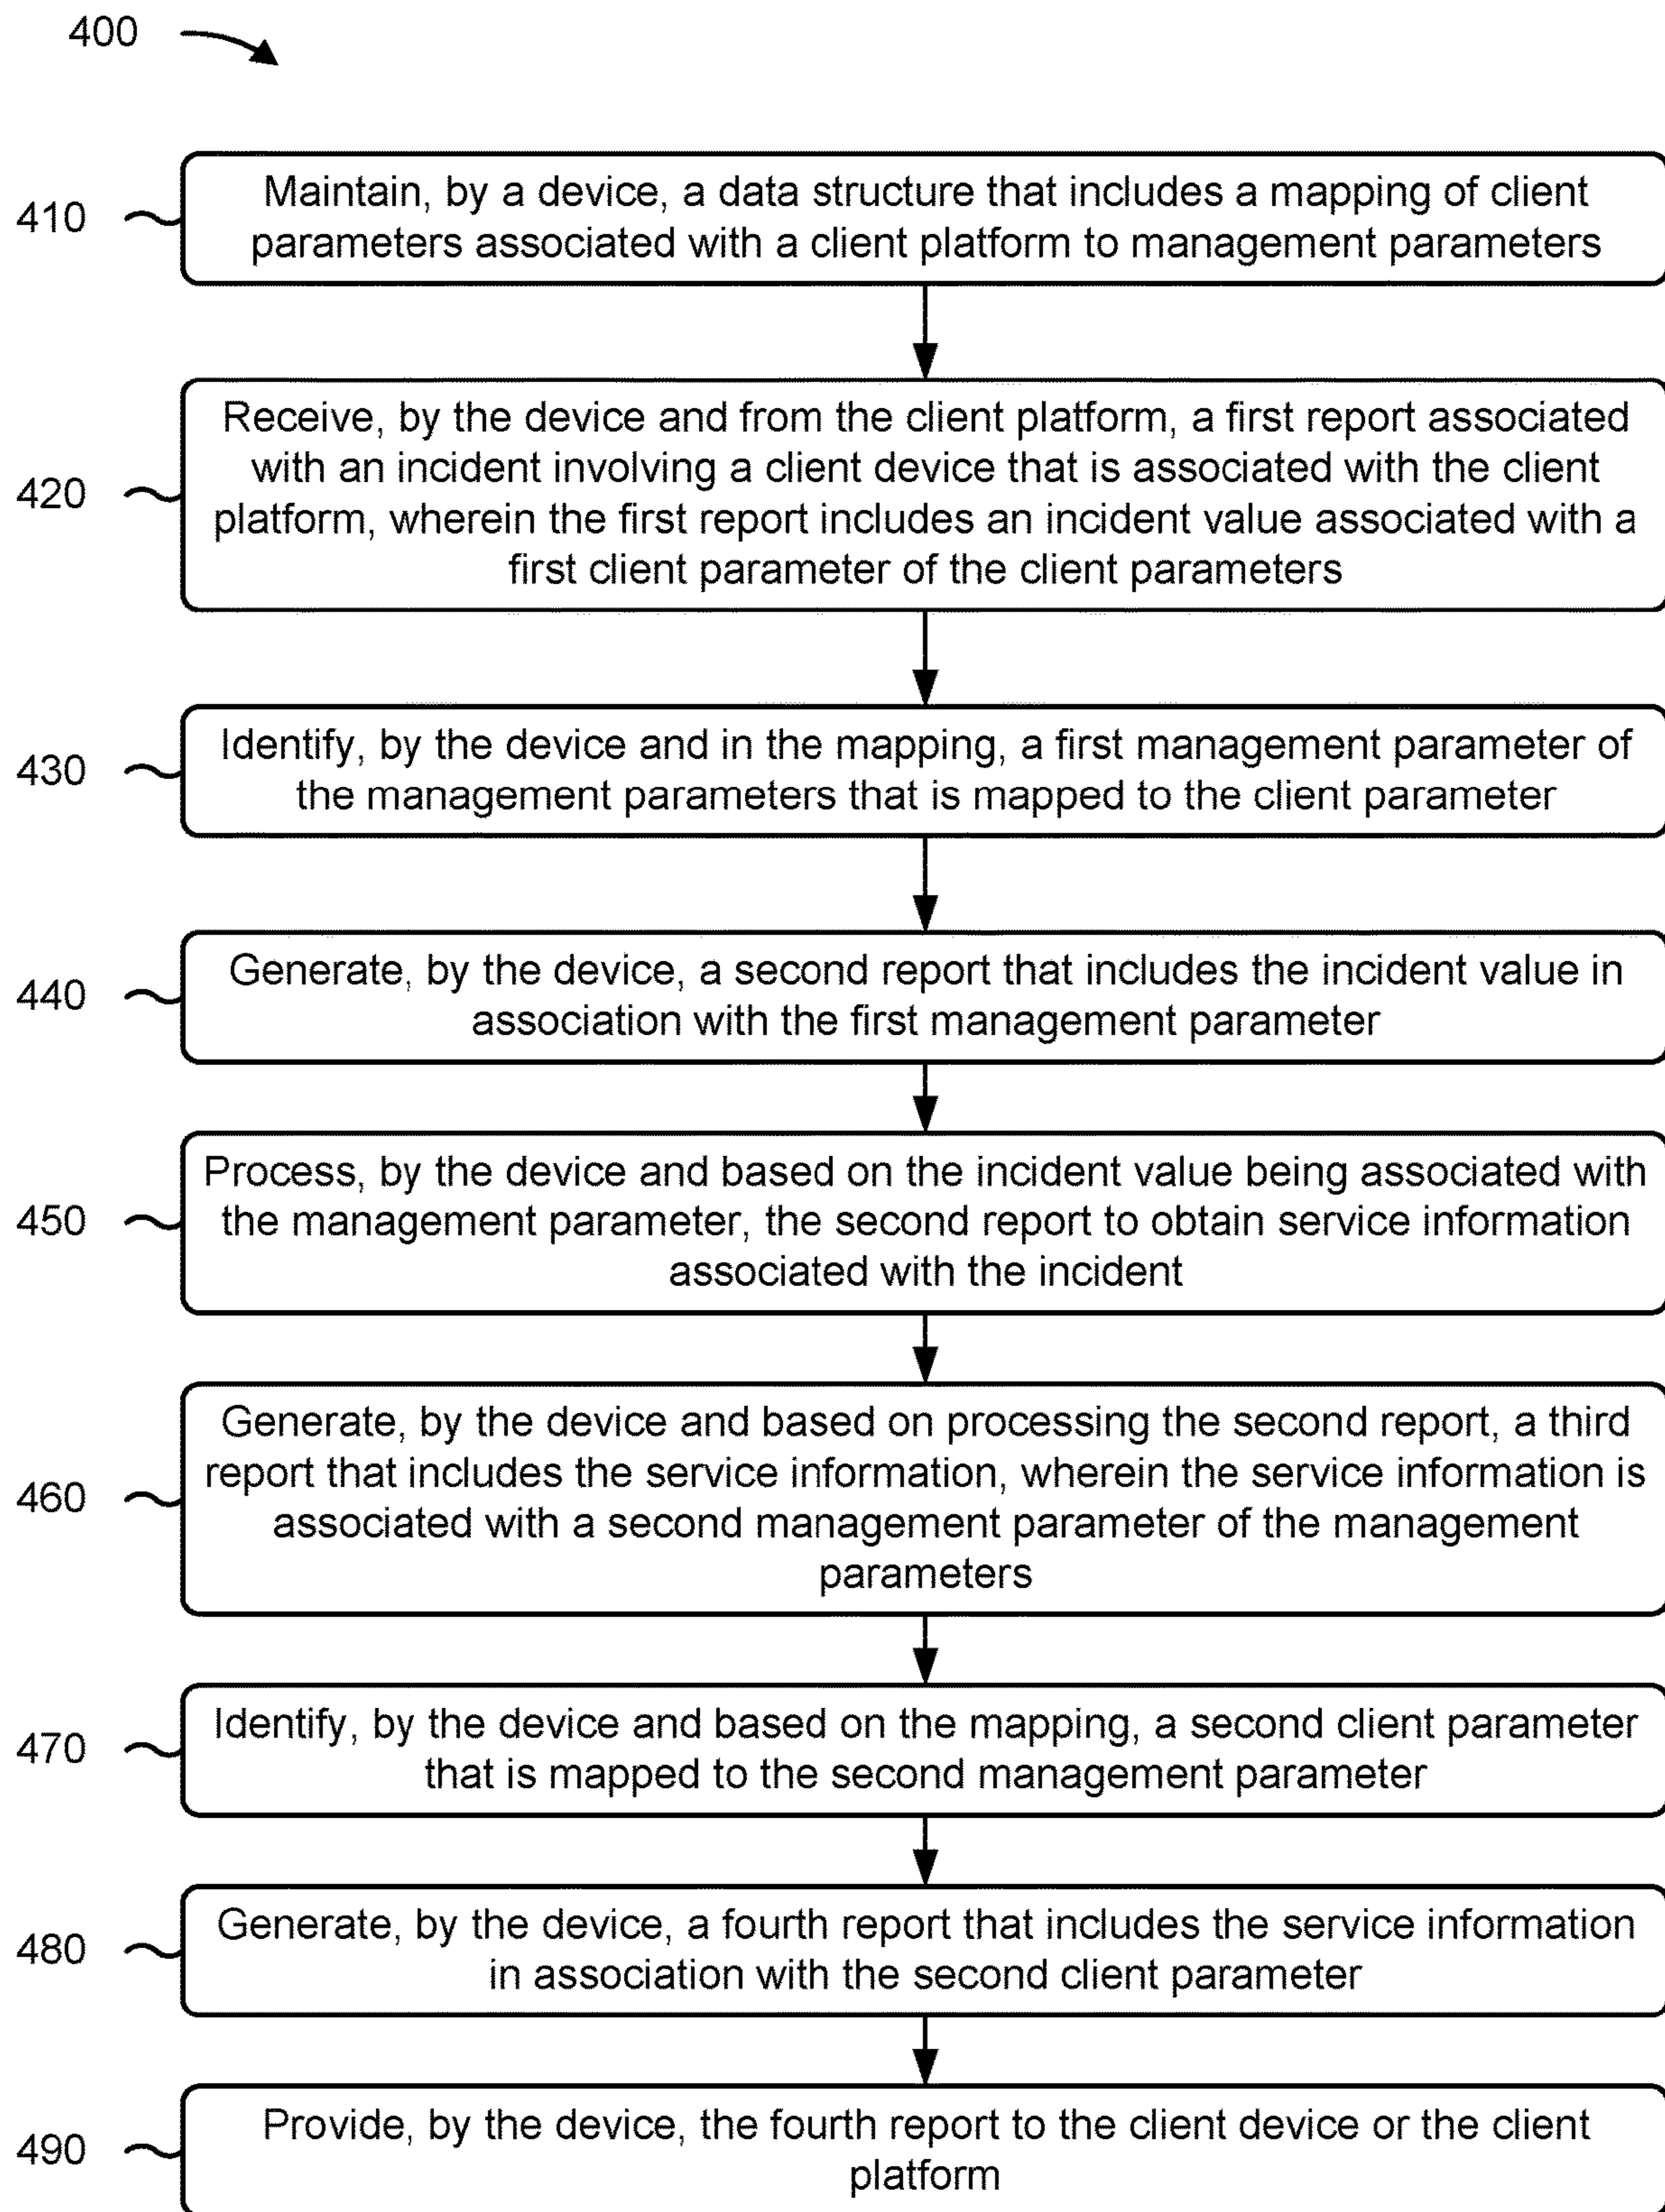 400
410
Maintain, by a device, a data structure that includes a mapping of client
parameters associated with a client platform to management parameters
420
Receive, by the device and from the client platform, a first report associated
with an incident involving a client device that is associated with the client
platform, wherein the first report includes an incident value associated with a
first client parameter of the client parameters
430
Identify, by the device and in the mapping, a first management parameter of
the management parameters that is mapped to the client parameter
440
Generate, by the device, a second report that includes the incident value in
association with the first management parameter
450
Process, by the device and based on the incident value being associated with
the management parameter, the second report to obtain service information
associated with the incident
460
Generate, by the device and based on processing the second report, a third
report that includes the service information, wherein the service information is
associated with a second management parameter of the management
parameters
470
Identify, by the device and based on the mapping, a second client parameter
that is mapped to the second management parameter
480
Generate, by the device, a fourth report that includes the service information
in association with the second client parameter
490
Provide, by the device, the fourth report to the client device or the client
platform